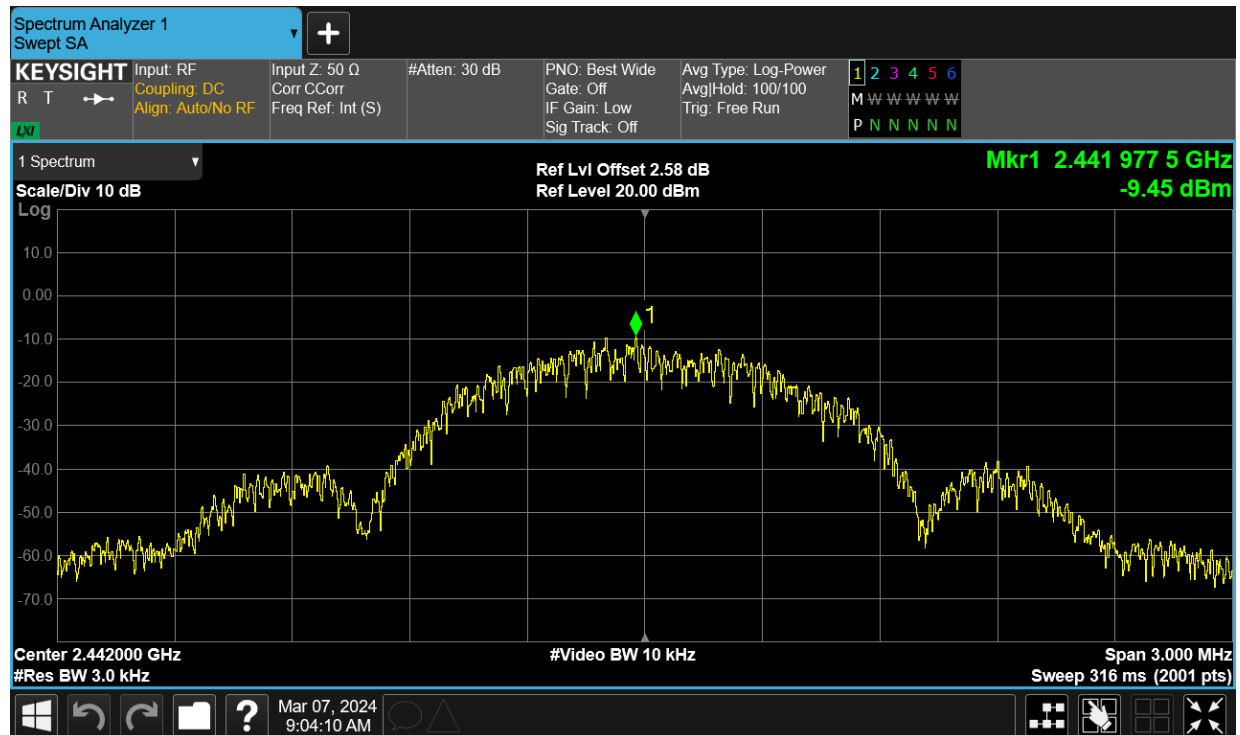 Spectrum Analyzer 1
Swept SA
+
KEYSIGHT
R T
LXI
Input: RF
Coupling: DC
Align: Auto/No RF
Input Z: 50 Ω
Corr CCorr
Freq Ref: Int (S)
#Atten: 30 dB
PNO: Best Wide
Gate: Off
IF Gain: Low
Sig Track: Off
Avg Type: Log-Power
Avg|Hold: 100/100
Trig: Free Run
1 2 3 4 5 6
M W W W W W
P N N N N N
1 Spectrum
Scale/Div 10 dB
Log
Ref Lvl Offset 2.58 dB
Ref Level 20.00 dBm
Mkr1 2.441 977 5 GHz
-9.45 dBm
10.0
0.00
-10.0
-20.0
-30.0
-40.0
-50.0
-60.0
-70.0
1
Center 2.442000 GHz
#Res BW 3.0 kHz
#Video BW 10 kHz
Span 3.000 MHz
Sweep 316 ms (2001 pts)
?
Mar 07, 2024
9:04:10 AM